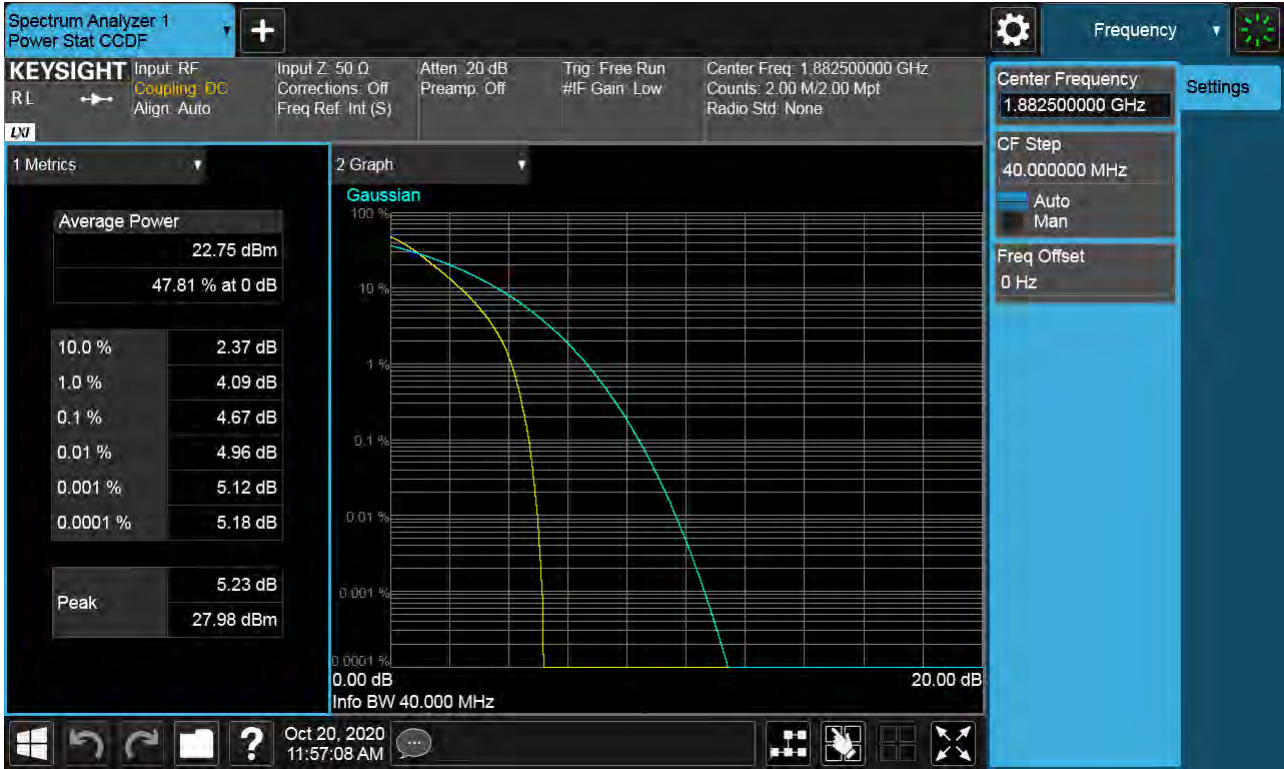 Spectrum Analyzer 1
Power Stat CCDF
Frequency
KEYSIGHT
R L
LXI
Input: RF
Coupling: DC
Align: Auto
Input Z: 50 Ω
Corrections: Off
Freq Ref: Int (S)
Atten: 20 dB
Preamp: Off
Trig: Free Run
#IF Gain: Low
Center Freq: 1.882500000 GHz
Counts: 2.00 M/2.00 Mpt
Radio Std: None
Center Frequency
1.882500000 GHz
Settings
CF Step
40.000000 MHz
Auto
Man
Freq Offset
0 Hz
1 Metrics
Average Power
22.75 dBm
47.81 % at 0 dB
10.0 % 2.37 dB
1.0 % 4.09 dB
0.1 % 4.67 dB
0.01 % 4.96 dB
0.001 % 5.12 dB
0.0001 % 5.18 dB
Peak
5.23 dB
27.98 dBm
2 Graph
Gaussian
100 %
10 %
1 %
0.1 %
0.01 %
0.001 %
0.0001 %
0.00 dB 20.00 dB
Info BW 40.000 MHz
?
Oct 20, 2020
11:57:08 AM